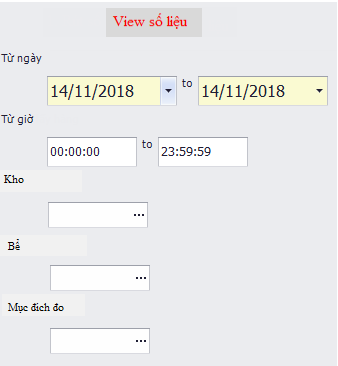 View số liệu
Từ ngày
14/11/2018 to 14/11/2018
Từ giờ
00:00:00 to 23:59:59
Kho
...
Bể
...
Mục đích đo
...